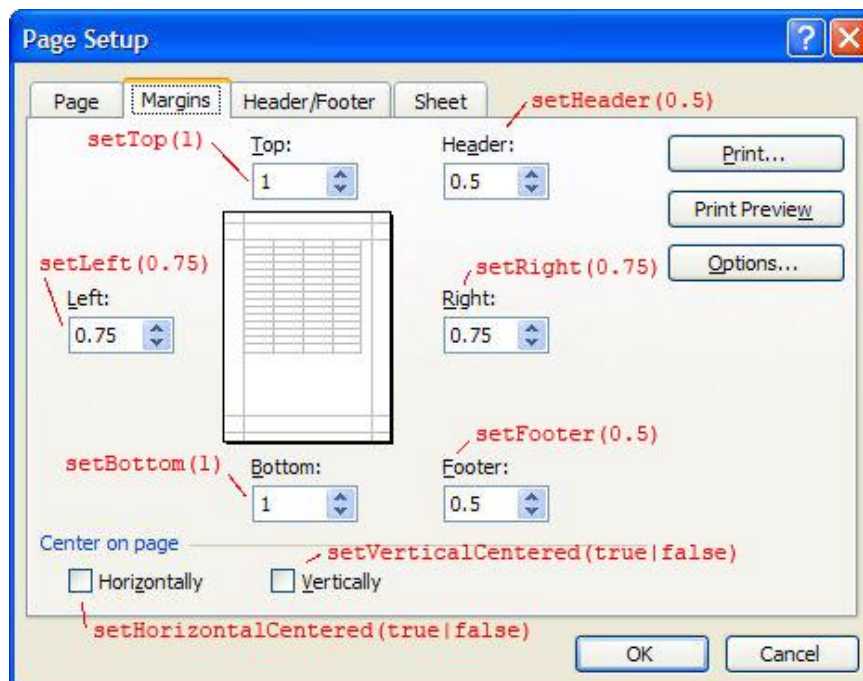 Page Setup
Page Margins Header/Footer Sheet
setHeader(0.5)
setTop(1)
Top:
Header:
Print...
1
0.5
Print Preview
setLeft(0.75)
setRight(0.75)
Options...
Left:
Right:
0.75
0.75
setFooter(0.5)
setBottom(1)
Bottom:
Footer:
1
0.5
Center on page
setVerticalCentered(true|false)
Horizontally
Vertically
setHorizontalCentered(true|false)
OK
Cancel